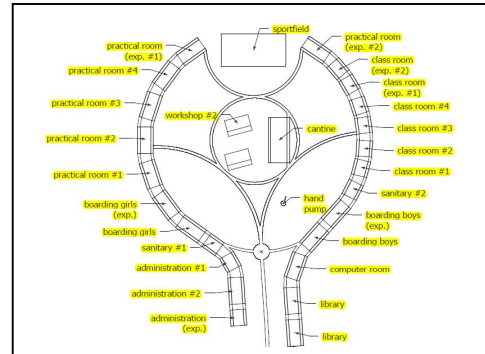 sportfield
practical room
(exp. #1)
practical room #4
practical room #3
practical room #2
practical room #1
boarding girls
(exp.)
boarding girls
sanitary #1
administration #1
administration #2
administration
(exp.)
workshop #2
cantine
hand
pump
practical room
(exp. #2)
class room
(exp. #2)
class room
(exp. #1)
class room #4
class room #3
class room #2
class room #1
sanitary #2
boarding boys
(exp.)
boarding boys
computer room
library
library